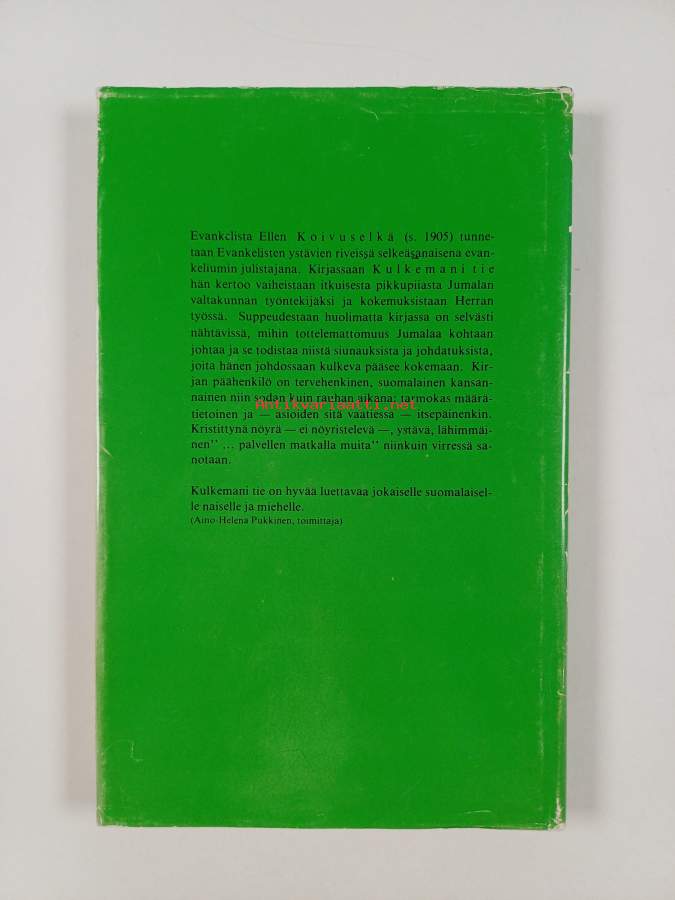 Evankelista Ellen Koivuselkä (s. 1905) tunne-
taan Evankelisten ystävien riveissä selkeäsanaisena evan-
keliumin julistajana. Kirjassaan Kulkemani tie
hän kertoo vaiheistaan itkuisesta pikkupiiasta Jumalan
valtakunnan työntekijäksi ja kokemuksistaan Herran
työssä. Suppeudestaan huolimatta kirjassa on selvästi
nähtävissä, mihin tottelemattomuus Jumalaa kohtaan
johtaa ja se todistaa niistä siunauksista ja johdatuksista,
joita hänen johdossaan kulkeva pääsee kokemaan. Kir-
jan päähenkilö on tervehenkinen, suomalainen kansan-
nainen niin sodan kuin rauhan aikana: tarmokas määrä-
Antikvariaatti.net
tietoinen ja — asioiden sitä vaatiessa — itsepäinenkin.
Kristittynä nöyrä — ei nöyristelevä —, ystävä, lähimmäi-
nen” ... palvellen matkalla muita” niinkuin virressä sa-
notaan.
Kulkemani tie on hyvää luettavaa jokaiselle suomalaisel-
le naiselle ja miehelle.
(Aino-Helena Pukkinen, toimittaja)